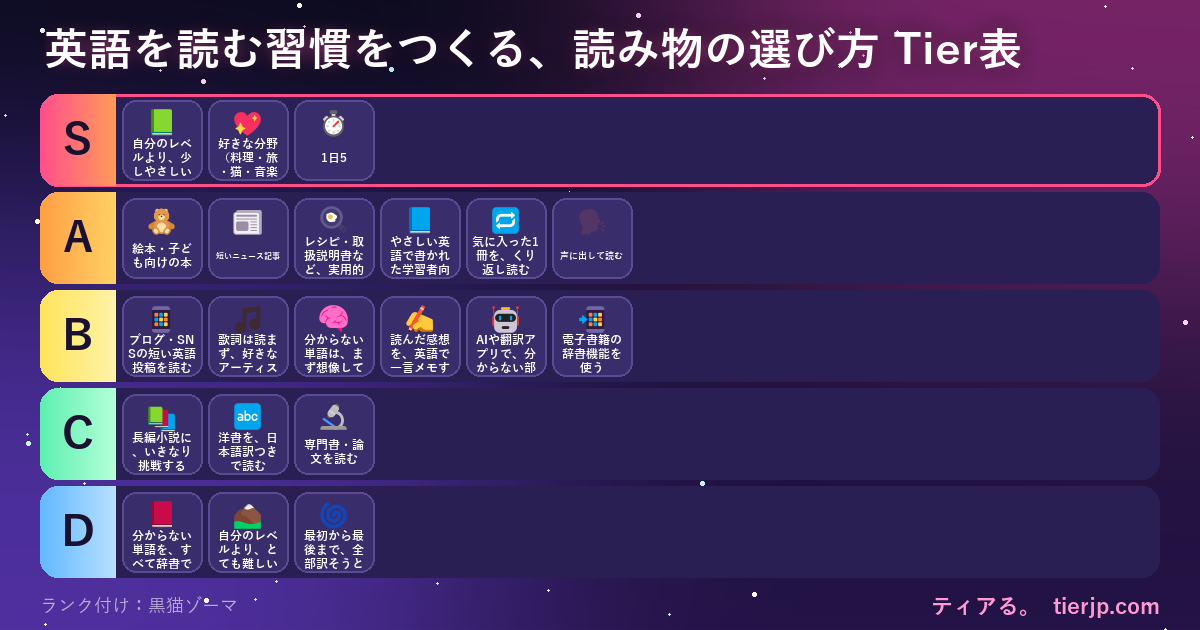 英語を読む習慣をつくる、読み物の選び方 Tier表
S
自分のレベ
ルより、少
しやさしい
好きな分野
（料理・旅
・猫・音楽
1日5
A
絵本・子ど
も向けの本
短いニュース記事
レシピ・取
扱説明書な
ど、実用的
やさしい英
語で書かれ
た学習者向
気に入った1
冊を、くり
返し読む
声に出して読む
B
ブログ・SN
Sの短い英語
投稿を読む
歌詞は読ま
ず、好きな
アーティス
分からない
単語は、ま
ず想像して
読んだ感想
を、英語で
一言メモす
AIや翻訳ア
プリで、分
からない部
電子書籍の
辞書機能を
使う
C
長編小説に
、いきなり
挑戦する
abc
洋書を、日
本語訳つき
で読む
専門書・論
文を読む
D
分からない
単語を、す
べて辞書で
自分のレベ
ルより、と
ても難しい
最初から最
後まで、全
部訳そうと
ランク付け：黒猫ゾーマ
ティアる。 tierjp.com